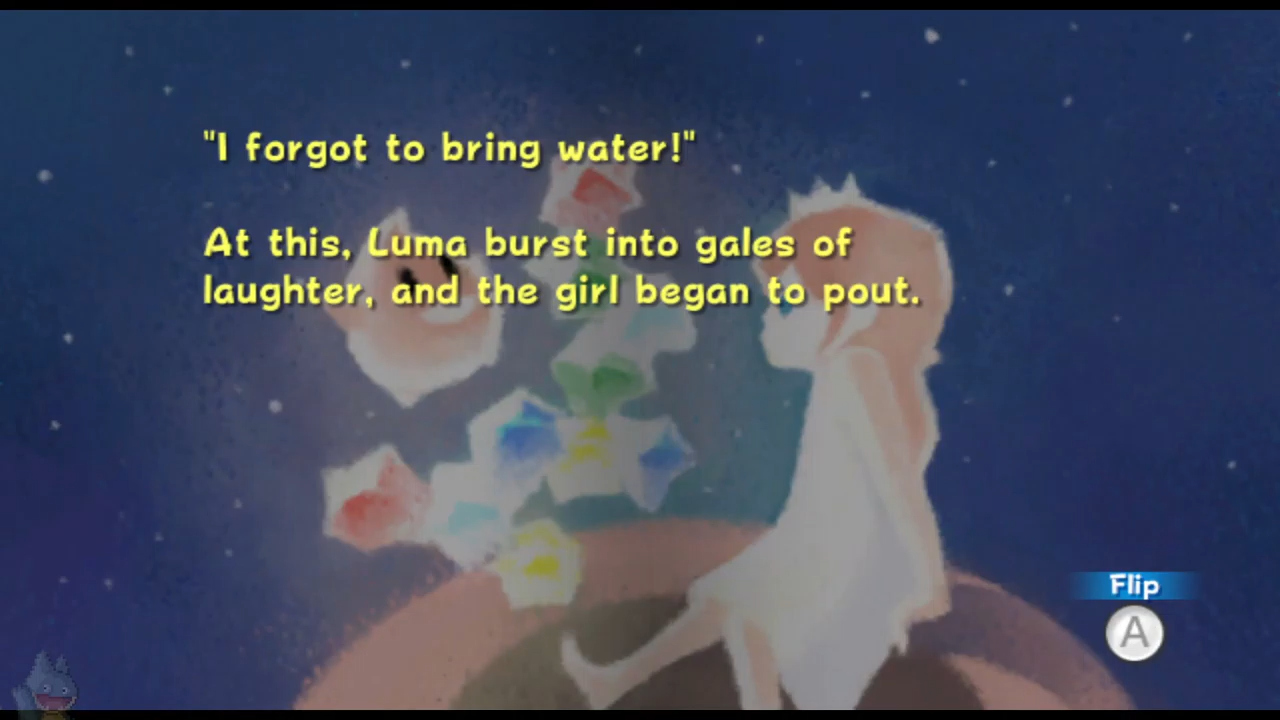 "I forgot to bring water!"
At this, Luma burst into gales of
laughter, and the girl began to pout.
Flip
A